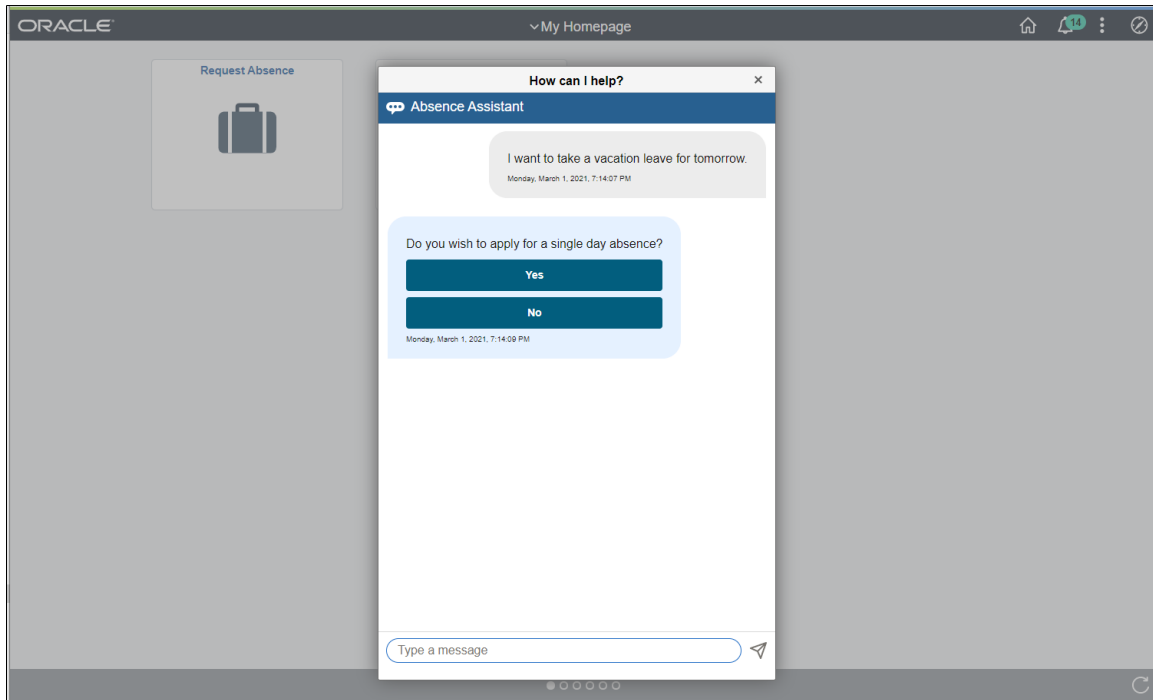 ORACLE
My Homepage
14
Request Absence
How can I help?
Absence Assistant
I want to take a vacation leave for tomorrow.
Monday, March 1, 2021, 7:14:07 PM
Do you wish to apply for a single day absence?
Yes
No
Monday, March 1, 2021, 7:14:09 PM
Type a message